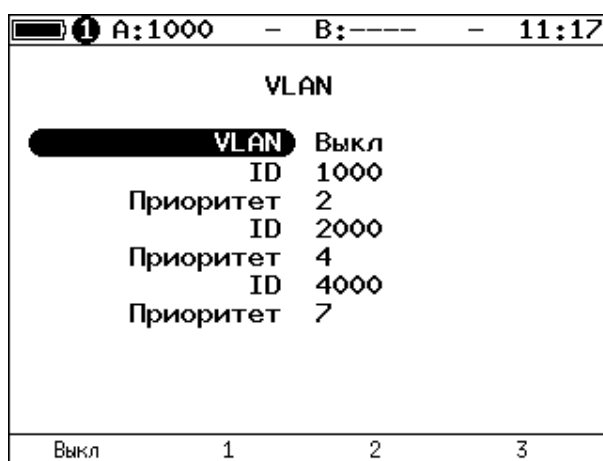 1 A:1000 – B:---- – 11:17
VLAN
VLAN Выкл
ID 1000
Приоритет 2
ID 2000
Приоритет 4
ID 4000
Приоритет 7
Выкл 1 2 3